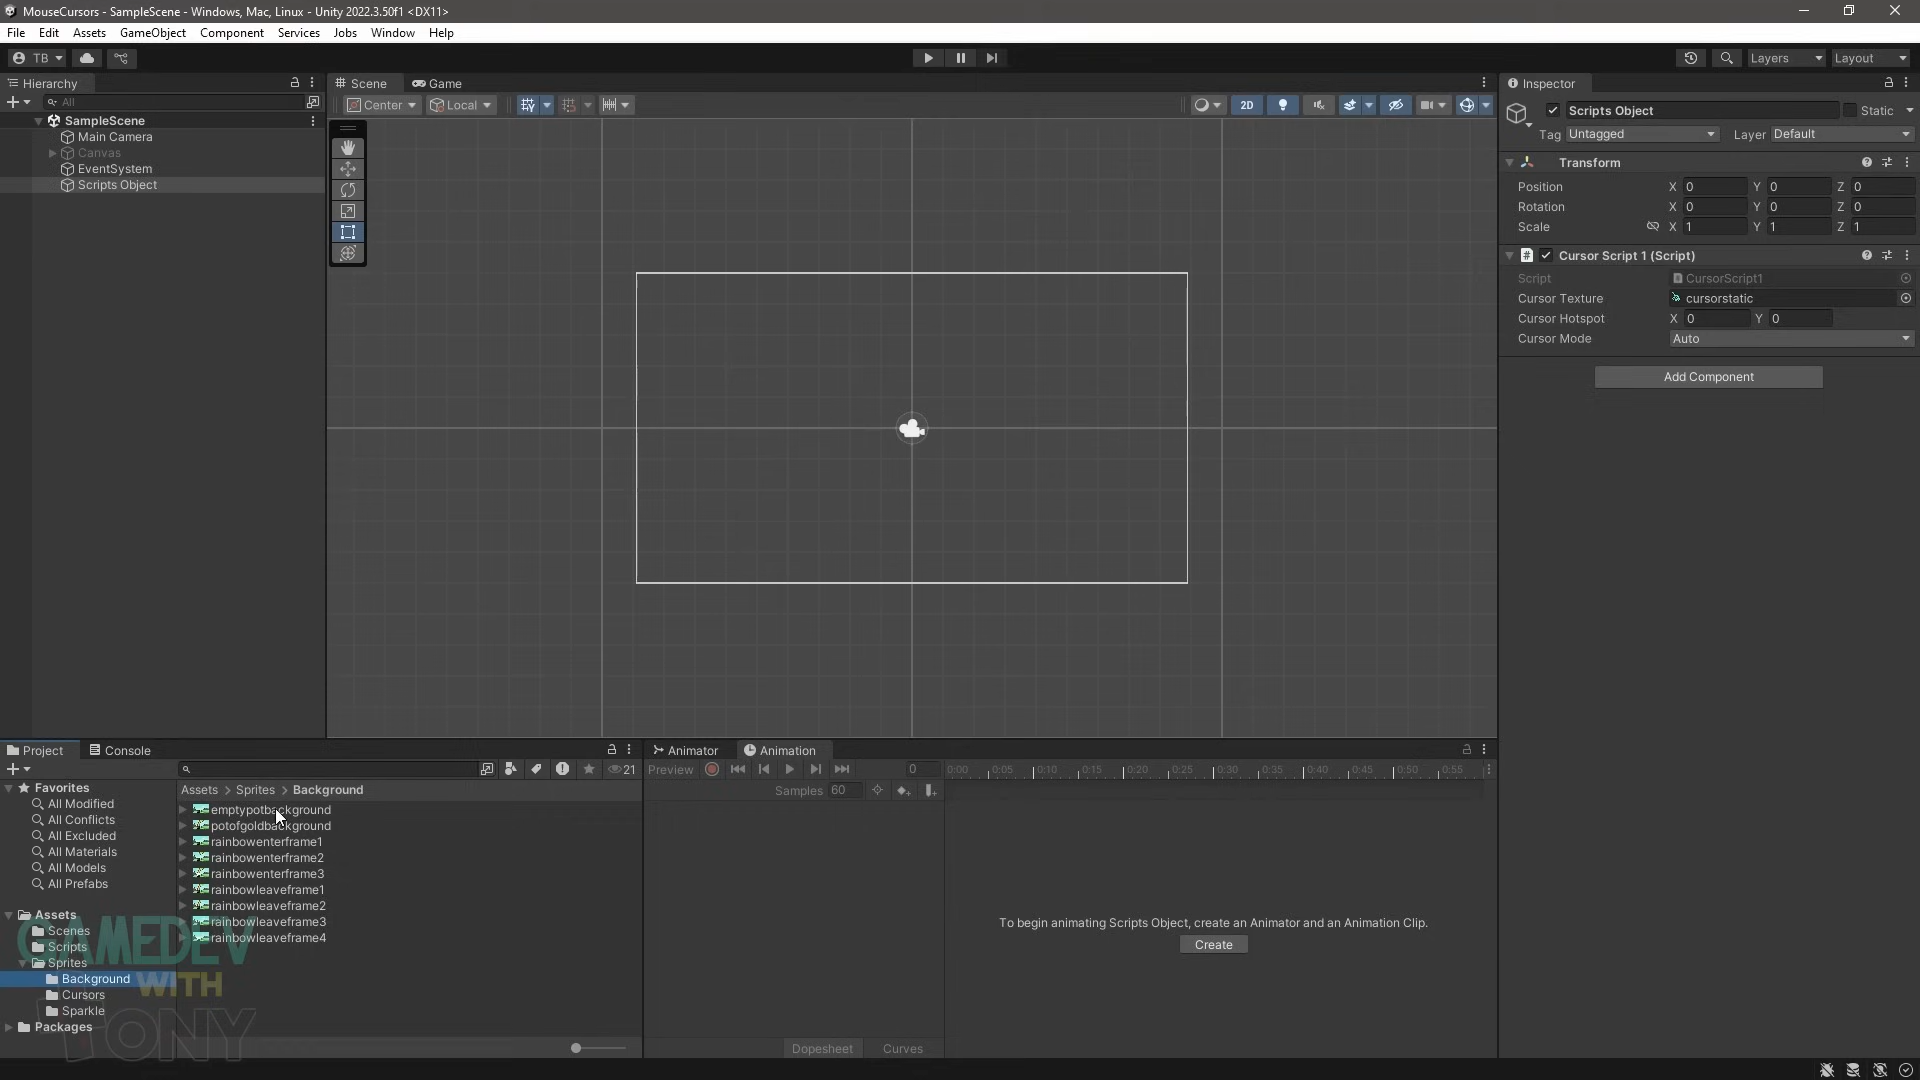 MouseCursors - SampleScene - Windows, Mac, Linux - Unity 2022.3.50f1 <DX11>
File Edit Assets GameObject Component Services Jobs Window Help
TB Layers Layout
Hierarchy
All
SampleScene
Main Camera
Canvas
EventSystem
Scripts Object
Scene Game
Center Local 2D
Inspector
Scripts Object Static
Tag Untagged Layer Default
Transform
Position X 0 Y 0 Z 0
Rotation X 0 Y 0 Z 0
Scale X 1 Y 1 Z 1
# Cursor Script 1 (Script)
Script CursorScript1
Cursor Texture cursorstatic
Cursor Hotspot X 0 Y 0
Cursor Mode Auto
Add Component
Project Console
21
Favorites
All Modified
All Conflicts
All Excluded
All Materials
All Models
All Prefabs
Assets
Scenes
Scripts
Sprites
Background
Cursors
Sparkle
Packages
GAMEDEV
WITH
TONY
Assets > Sprites > Background
emptypotbackground
potofgoldbackground
rainbowenterframe1
rainbowenterframe2
rainbowenterframe3
rainbowleaveframe1
rainbowleaveframe2
rainbowleaveframe3
rainbowleaveframe4
Animator Animation
Preview 0 0:00 0:05 0:10 0:15 0:20 0:25 0:30 0:35 0:40 0:45 0:50 0:55
Samples 60
To begin animating Scripts Object, create an Animator and an Animation Clip.
Create
Dopesheet Curves